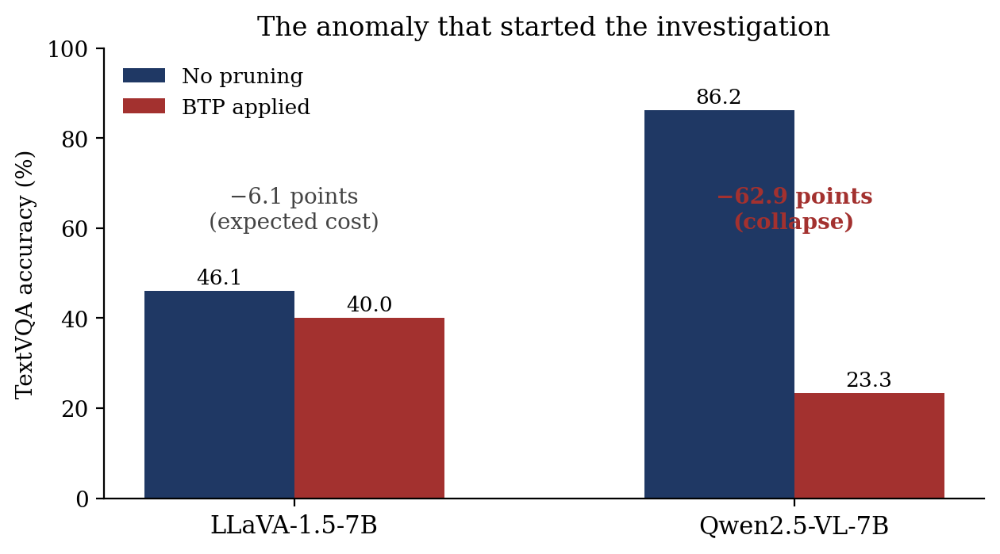 The anomaly that started the investigation
No pruning
BTP applied
TextVQA accuracy (%)
100
80
60
40
20
0
−6.1 points
(expected cost)
46.1
40.0
86.2
−62.9 points
(collapse)
23.3
LLaVA-1.5-7B
Qwen2.5-VL-7B